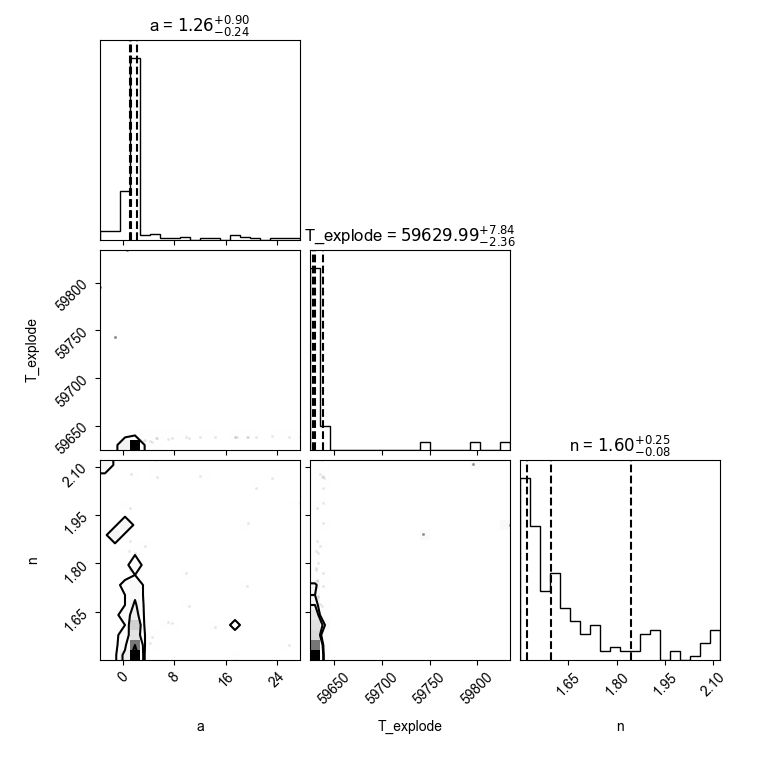 a = 1.26+0.90−0.24
T_explode = 59629.99+7.84−2.36
59800
59750
59700
59650
T_explode
n = 1.60+0.25−0.08
2.10
1.95
1.80
1.65
n
0
8
16
24
a
59650
59700
59750
59800
T_explode
1.65
1.80
1.95
2.10
n